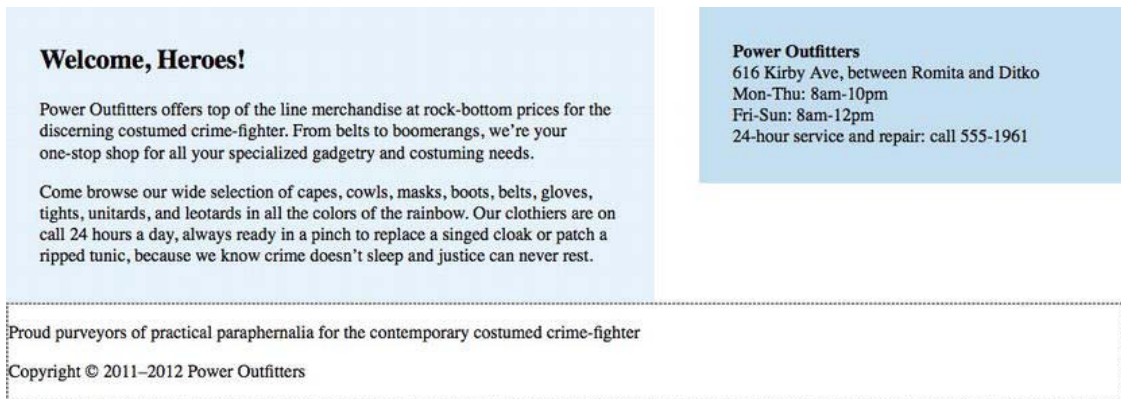 Welcome, Heroes!
Power Outfitters offers top of the line merchandise at rock-bottom prices for the
discerning costumed crime-fighter. From belts to boomerangs, we’re your
one-stop shop for all your specialized gadgetry and costuming needs.
Come browse our wide selection of capes, cowls, masks, boots, belts, gloves,
tights, unitards, and leotards in all the colors of the rainbow. Our clothiers are on
call 24 hours a day, always ready in a pinch to replace a singed cloak or patch a
ripped tunic, because we know crime doesn’t sleep and justice can never rest.
Power Outfitters
616 Kirby Ave, between Romita and Ditko
Mon-Thu: 8am-10pm
Fri-Sun: 8am-12pm
24-hour service and repair: call 555-1961
Proud purveyors of practical paraphernalia for the contemporary costumed crime-fighter
Copyright © 2011–2012 Power Outfitters